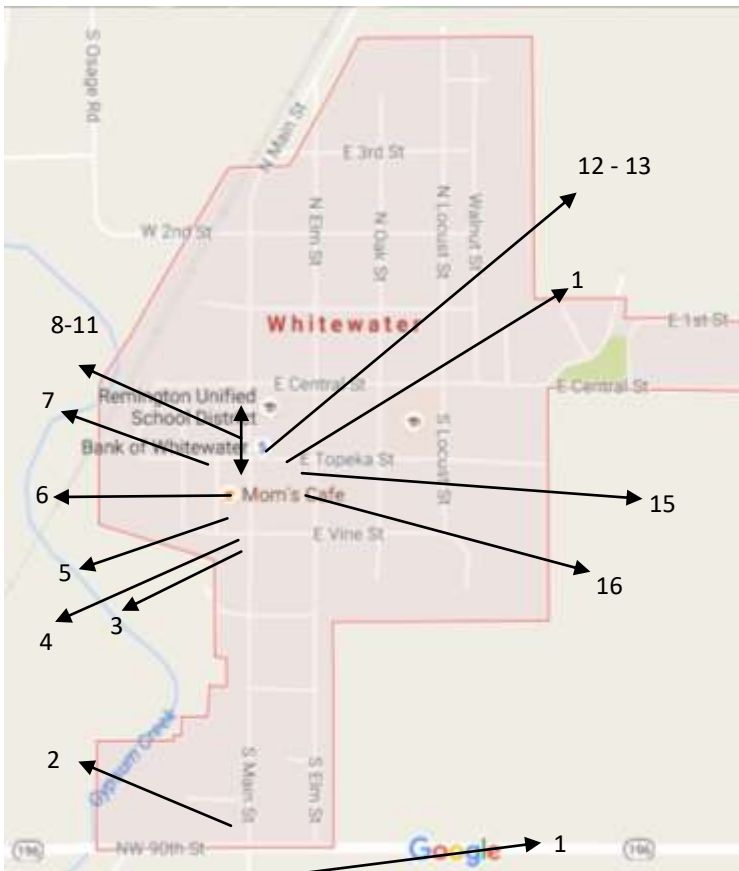 S Osage Rd
N Main St
E 3rd St
12 - 13
N Elm St
N Oak St
N Locust St
Walnut St
W 2nd St
1
8-11
Whitewater
E 1st St
E Central St
E Central St
7
Remington Unified
School District
Bank of Whitewater
S Locust St
E Topeka St
6
Mom's Cafe
15
E Vine St
5
16
4
3
2
Gypsum Creek
S Main St
S Elm St
196
NW 90th St
Google
1
196